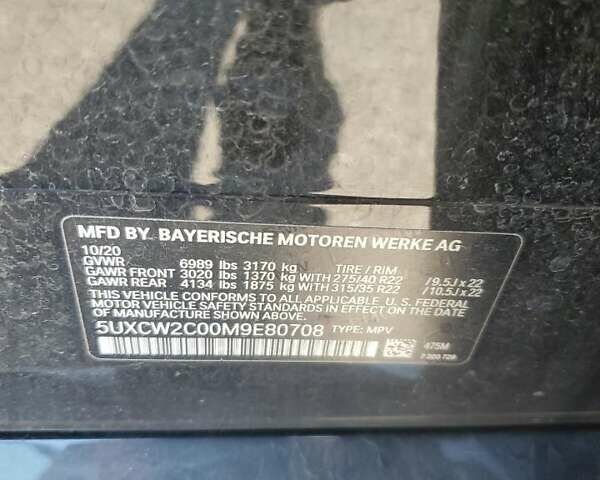 MFD BY. BAYERISCHE MOTOREN WERKE AG
10/20
GVWR 6989 lbs 3170 kg TIRE / RIM
GAWR FRONT 3020 lbs 1370 kg WITH 275/40 R22 / 9.5J x 22
GAWR REAR 4134 lbs 1875 kg WITH 315/35 R22 / 10.5J x 22
THIS VEHICLE CONFORMS TO ALL APPLICABLE U.S. FEDERAL
MOTOR VEHICLE SAFETY STANDARDS IN EFFECT ON THE DATE
OF MANUFACTURE SHOWN ABOVE.
5UXCW2C00M9E80708 TYPE: MPV
475M